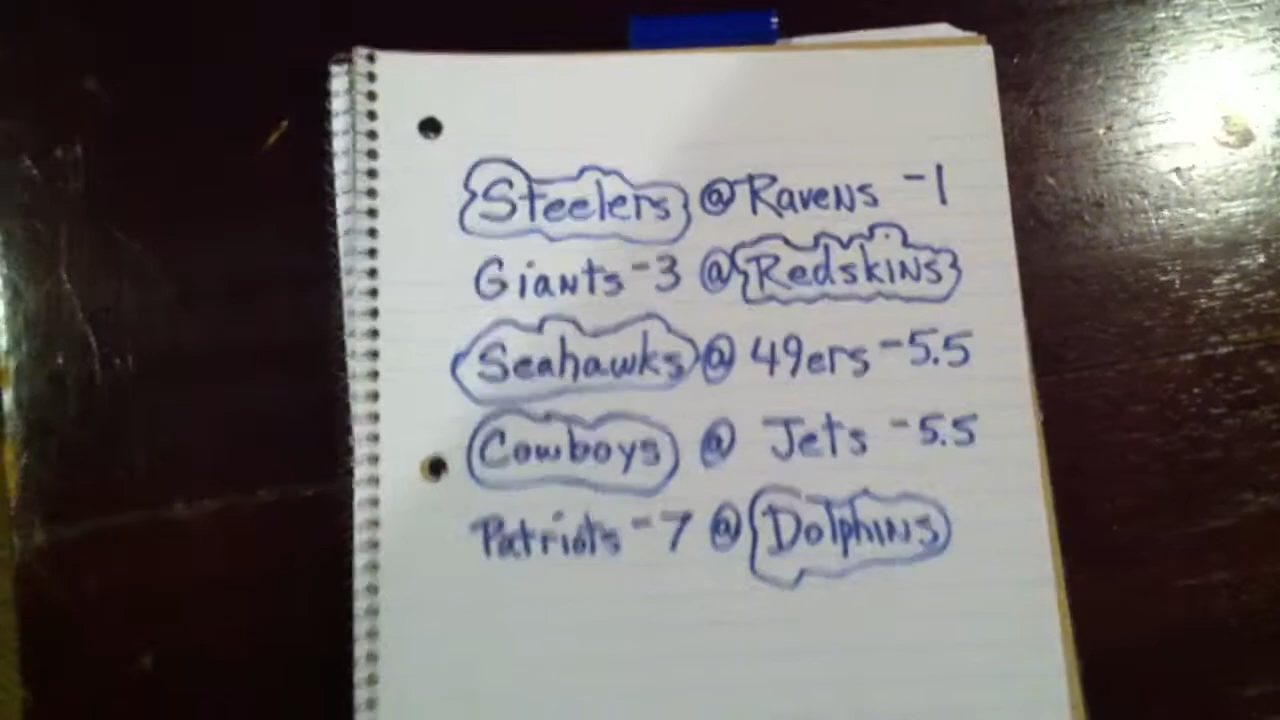 Steelers @ Ravens -1
Giants -3 @ Redskins
Seahawks @ 49ers -5.5
Cowboys @ Jets -5.5
Patriots -7 @ Dolphins